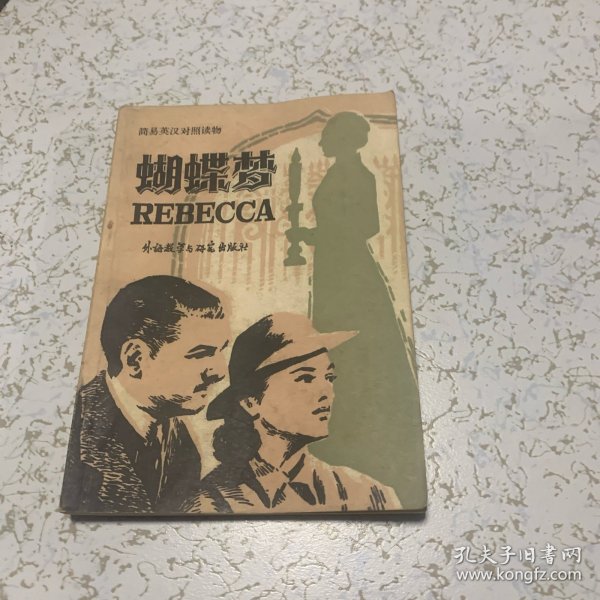 简易英汉对照读物
蝴蝶梦
REBECCA
外语教学与研究出版社
孔夫子旧书网
www.kongfz.com